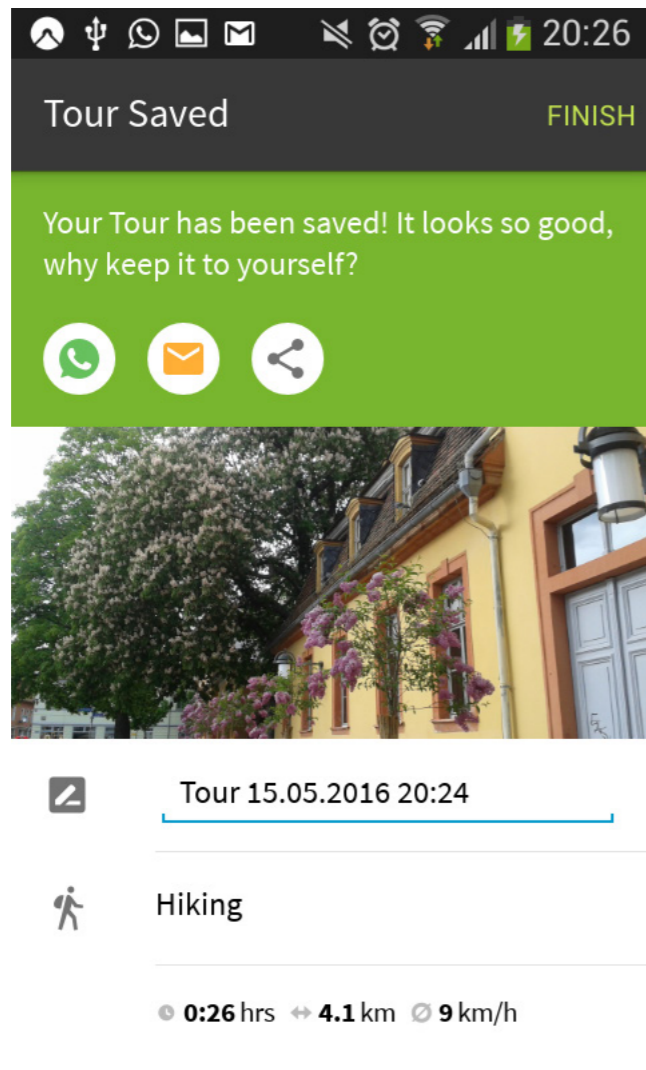 20:26
Tour Saved
FINISH
Your Tour has been saved! It looks so good,
why keep it to yourself?
Tour 15.05.2016 20:24
Hiking
0:26 hrs 4.1 km Ø 9 km/h